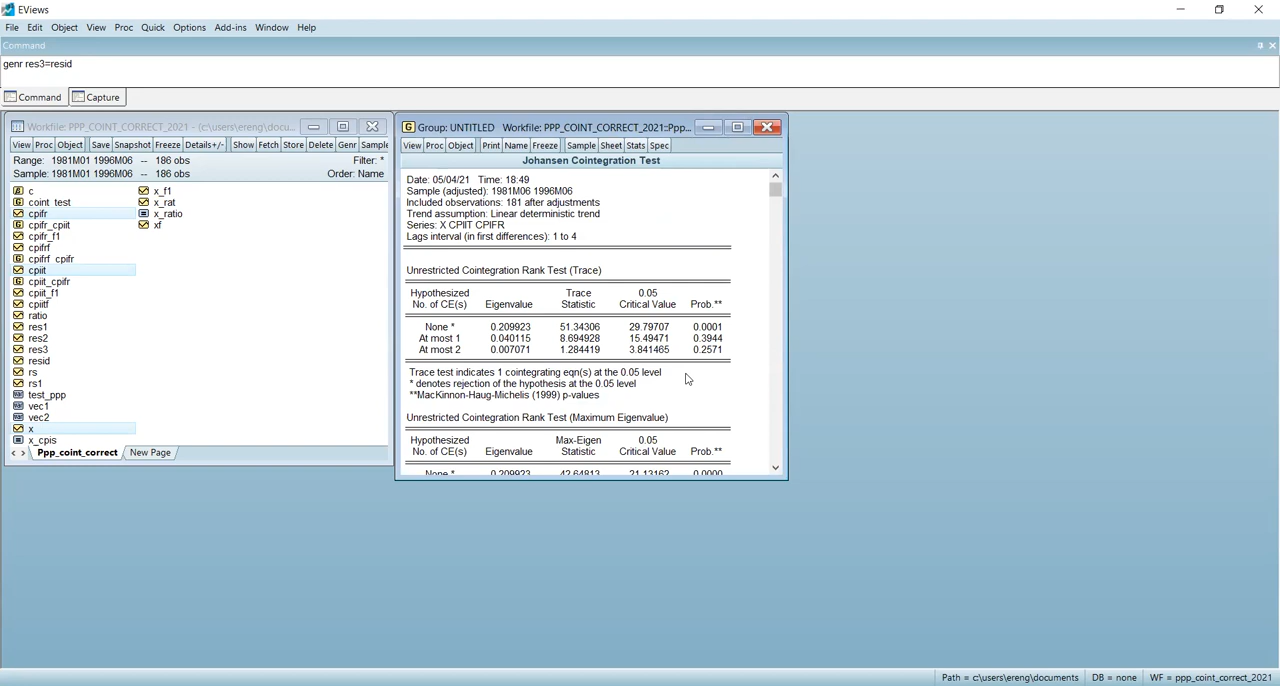 EViews
File Edit Object View Proc Quick Options Add-ins Window Help
Command
genr res3=resid
Command Capture
Workfile: PPP_COINT_CORRECT_2021 - (c:\users\ereng\docu...
View Proc Object Save Snapshot Freeze Details+/- Show Fetch Store Delete Genr Sample
Range: 1981M01 1996M06 -- 186 obs Filter: *
Sample: 1981M01 1996M06 -- 186 obs Order: Name
c x_f1
coint_test x_rat
cpifr x_ratio
cpifr_cpiit xf
cpifr_f1
cpifrf
cpifrf_cpifr
cpiit
cpiit_cpifr
cpiit_f1
cpiitf
ratio
res1
res2
res3
resid
rs
rs1
test_ppp
vec1
vec2
x
x_cpis
Ppp_coint_correct New Page
Group: UNTITLED Workfile: PPP_COINT_CORRECT_2021::Ppp...
View Proc Object Print Name Freeze Sample Sheet Stats Spec
Johansen Cointegration Test
Date: 05/04/21 Time: 18:49
Sample (adjusted): 1981M06 1996M06
Included observations: 181 after adjustments
Trend assumption: Linear deterministic trend
Series: X CPIIT CPIFR
Lags interval (in first differences): 1 to 4
Unrestricted Cointegration Rank Test (Trace)
Hypothesized Trace 0.05
No. of CE(s) Eigenvalue Statistic Critical Value Prob.**
None * 0.209923 51.34306 29.79707 0.0001
At most 1 0.040115 8.694928 15.49471 0.3944
At most 2 0.007071 1.284419 3.841465 0.2571
Trace test indicates 1 cointegrating eqn(s) at the 0.05 level
* denotes rejection of the hypothesis at the 0.05 level
**MacKinnon-Haug-Michelis (1999) p-values
Unrestricted Cointegration Rank Test (Maximum Eigenvalue)
Hypothesized Max-Eigen 0.05
No. of CE(s) Eigenvalue Statistic Critical Value Prob.**
None * 0.209923 42.64813 21.13162 0.0000
Path = c:\users\ereng\documents DB = none WF = ppp_coint_correct_2021